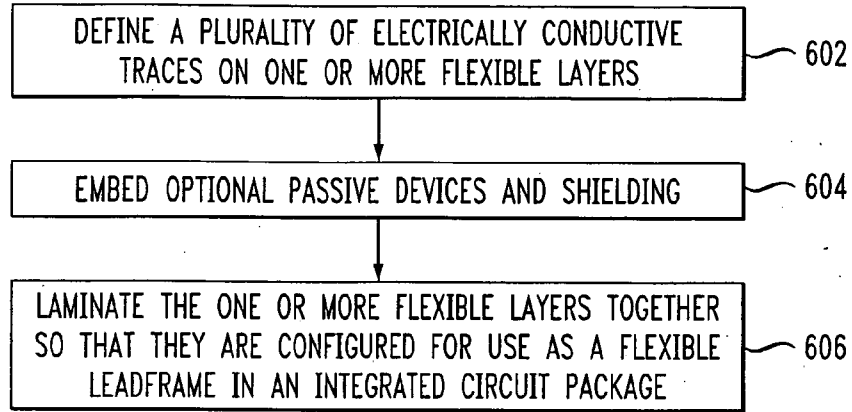 DEFINE A PLURALITY OF ELECTRICALLY CONDUCTIVE
TRACES ON ONE OR MORE FLEXIBLE LAYERS
602
EMBED OPTIONAL PASSIVE DEVICES AND SHIELDING
604
LAMINATE THE ONE OR MORE FLEXIBLE LAYERS TOGETHER
SO THAT THEY ARE CONFIGURED FOR USE AS A FLEXIBLE
LEADFRAME IN AN INTEGRATED CIRCUIT PACKAGE
606